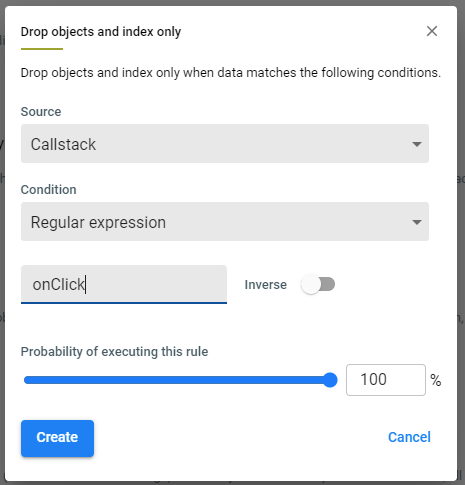 Drop objects and index only
Drop objects and index only when data matches the following conditions.
Source
Callstack
Condition
Regular expression
onClick
Inverse
Probability of executing this rule
100 %
Create
Cancel